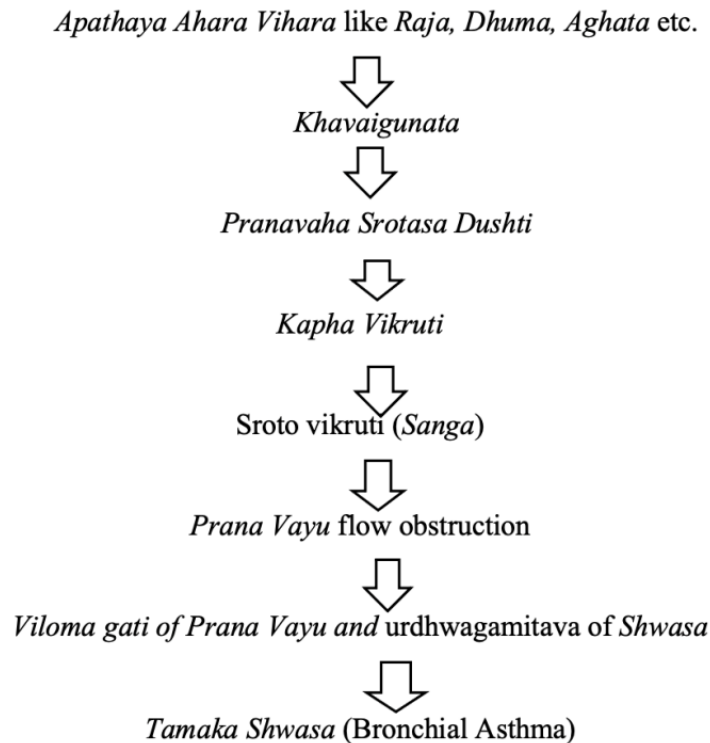 Apathaya Ahara Vihara like Raja, Dhuma, Aghata etc.
Khavaigunata
Pranavaha Srotasa Dushti
Kapha Vikruti
Sroto vikruti (Sanga)
Prana Vayu flow obstruction
Viloma gati of Prana Vayu and urdhwagamitava of Shwasa
Tamaka Shwasa (Bronchial Asthma)